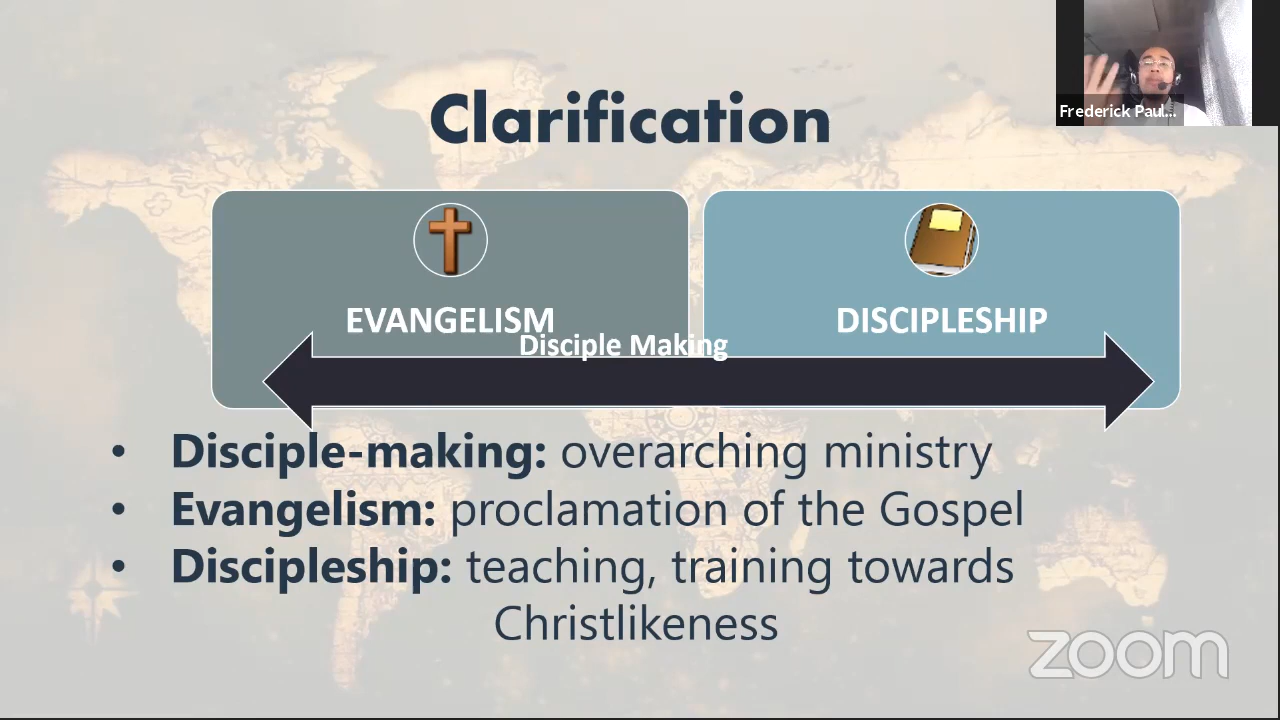 Clarification
Frederick Paul...
EVANGELISM
DISCIPLESHIP
Disciple Making
• Disciple-making: overarching ministry
• Evangelism: proclamation of the Gospel
• Discipleship: teaching, training towards
Christlikeness
zoom